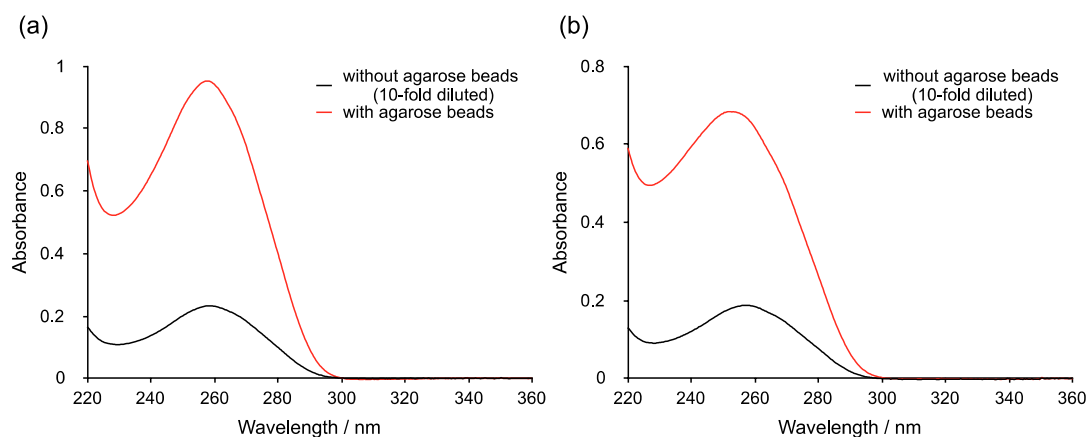 (a)
1
0.8
0.6
0.4
0.2
0
Absorbance
without agarose beads
(10-fold diluted)
with agarose beads
220 240 260 280 300 320 340 360
Wavelength / nm
(b)
0.8
0.6
0.4
0.2
0
Absorbance
without agarose beads
(10-fold diluted)
with agarose beads
220 240 260 280 300 320 340 360
Wavelength / nm